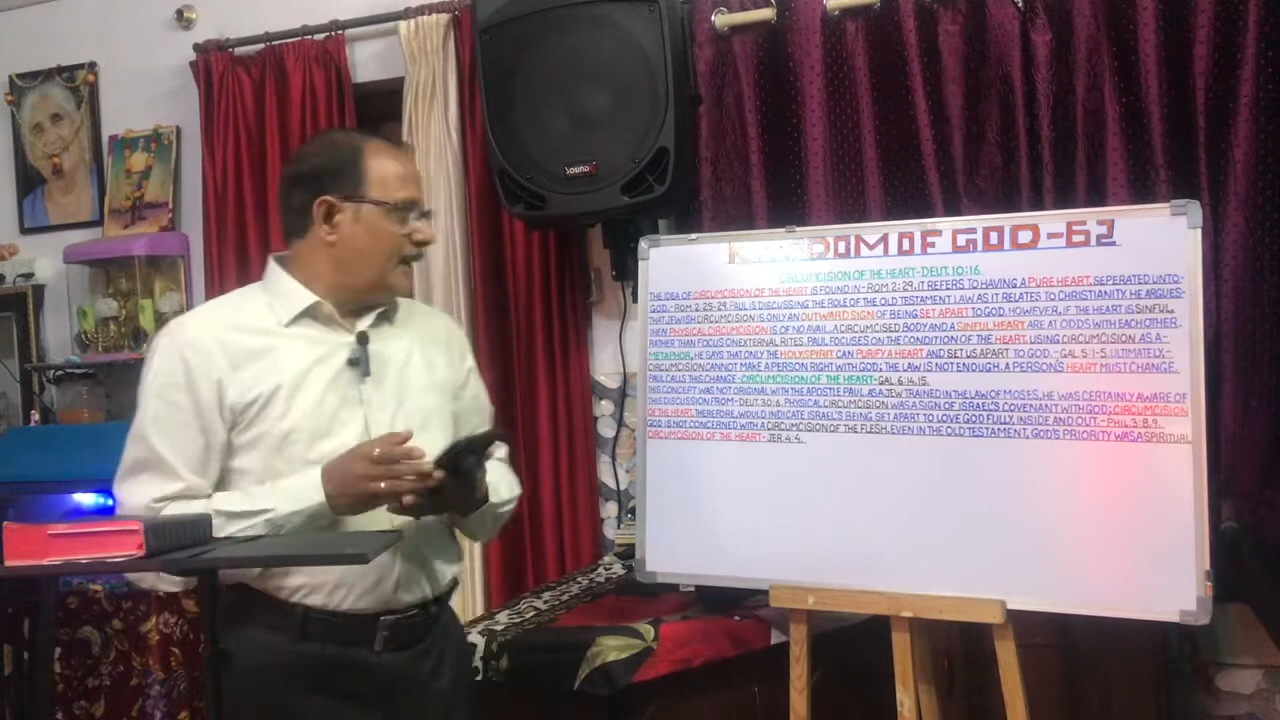 SOUNDX
KINGDOM OF GOD-62
CIRCUMCISION OF THE HEART-DEUT.10:16.
THE IDEA OF CIRCUMCISION OF THE HEART IS FOUND IN-ROM.2:29. IT REFERS TO HAVING A PURE HEART, SEPERATED UNTO-
GOD.-ROM.2:25-29. PAUL IS DISCUSSING THE ROLE OF THE OLD TESTAMENT LAW AS IT RELATES TO CHRISTIANITY. HE ARGUES-
THAT JEWISH CIRCUMCISION IS ONLY AN OUTWARD SIGN OF BEING SET APART TO GOD. HOWEVER, IF THE HEART IS SINFUL,
THEN PHYSICAL CIRCUMCISION IS OF NO AVAIL. A CIRCUMCISED BODY AND A SINFUL HEART ARE AT ODDS WITH EACH OTHER.
RATHER THAN FOCUS ON EXTERNAL RITES, PAUL FOCUSES ON THE CONDITION OF THE HEART. USING CIRCUMCISION AS A-
METAPHOR, HE SAYS THAT ONLY THE HOLY SPIRIT CAN PURIFY A HEART AND SET US APART TO GOD.-GAL.5:1-5. ULTIMATELY,-
CIRCUMCISION CANNOT MAKE A PERSON RIGHT WITH GOD; THE LAW IS NOT ENOUGH. A PERSON'S HEART MUST CHANGE.
PAUL CALLS THIS CHANGE-CIRCUMCISION OF THE HEART-GAL.6:14,15.
THIS CONCEPT WAS NOT ORIGINAL WITH THE APOSTLE PAUL. AS A JEW TRAINED IN THE LAW OF MOSES, HE WAS CERTAINLY AWARE OF
THIS DISCUSSION FROM-DEUT.30:6. PHYSICAL CIRCUMCISION WAS A SIGN OF ISRAEL'S COVENANT WITH GOD; CIRCUMCISION
OF THE HEART, THEREFORE, WOULD INDICATE ISRAEL'S BEING SET APART TO LOVE GOD FULLY, INSIDE AND OUT.-PHIL.3:8,9.
GOD IS NOT CONCERNED WITH A CIRCUMCISION OF THE FLESH. EVEN IN THE OLD TESTAMENT, GOD'S PRIORITY WAS A SPIRITUAL
CIRCUMCISION OF THE HEART-JER.4:4.